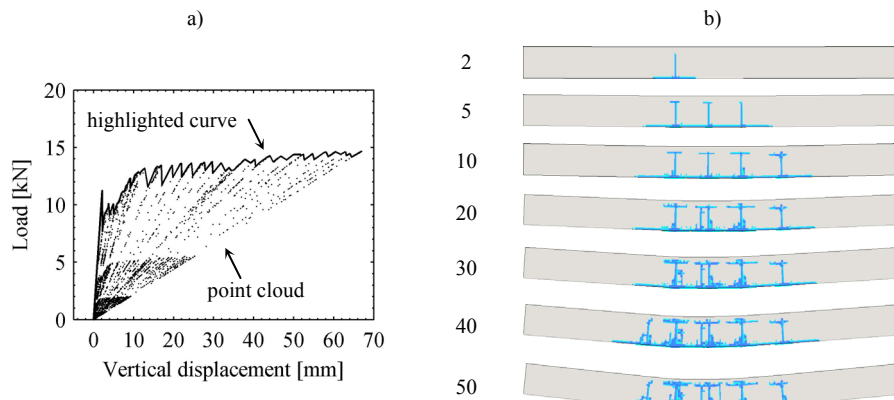 a)
20
15
10
5
0
Load [kN]
highlighted curve
point cloud
0 10 20 30 40 50 60 70
Vertical displacement [mm]
b)
2
5
10
20
30
40
50